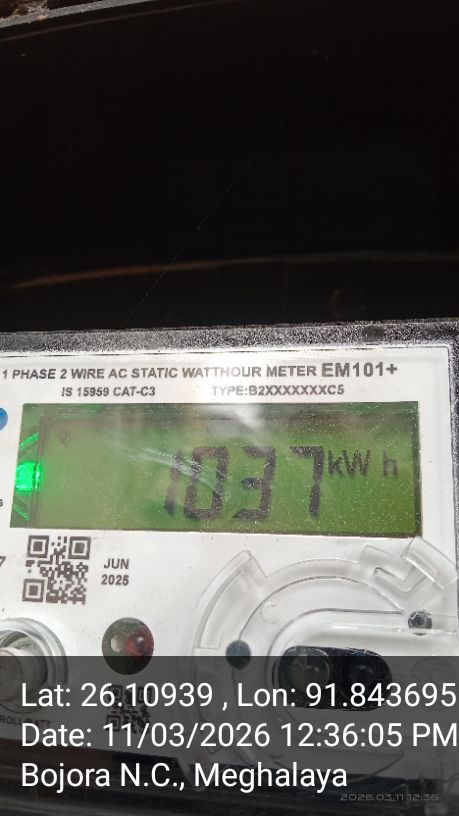 1 PHASE 2 WIRE AC STATIC WATTHOUR METER EM101+
IS 15959 CAT-C3 TYPE:B2XXXXXXXC5
1037 kW h
JUN
2025
Lat: 26.10939 , Lon: 91.843695
Date: 11/03/2026 12:36:05 PM
Bojora N.C., Meghalaya
2026.03.11 12:36